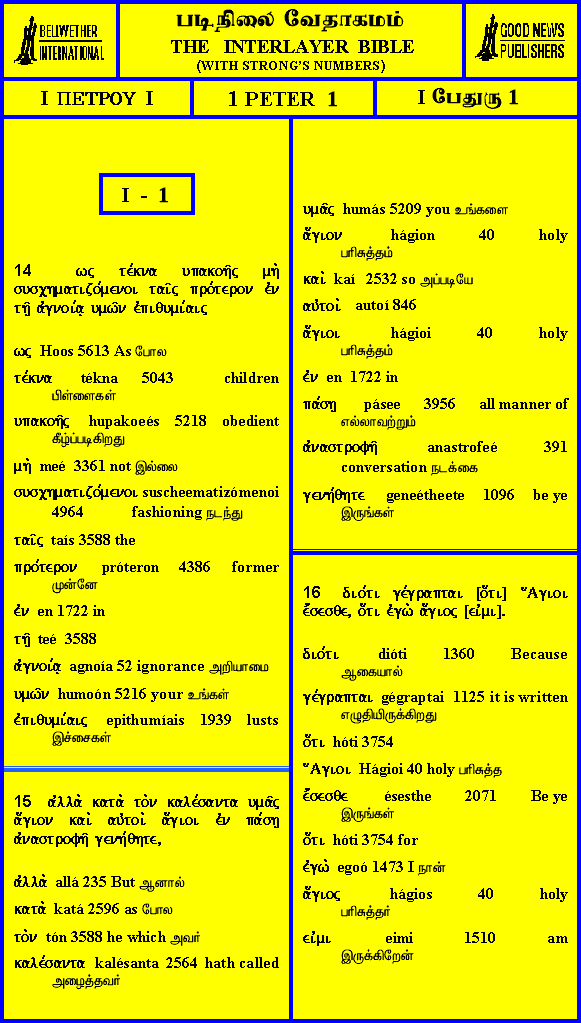 BELLWETHER
INTERNATIONAL
படிநிலை வேதாகமம்
THE INTERLAYER BIBLE
(WITH STRONG'S NUMBERS)
GOOD NEWS
PUBLISHERS
I ΠΕΤΡΟΥ I
1 PETER 1
I பேதுரு 1
I - 1
14 ως τέκνα υπακοῆς μὴ
συσχηματιζόμενοι ταῖς πρότερον ἐν
τῇ ἀγνοίᾳ υμῶν ἐπιθυμίαις
ως Hoos 5613 As போல
τέκνα tékna 5043 children
பிள்ளைகள்
υπακοῆς hupakoeés 5218 obedient
கீழ்ப்படிகிறது
μὴ meé 3361 not இல்லை
συσχηματιζόμενοι suscheematizómenoi
4964 fashioning நடந்து
ταῖς taís 3588 the
πρότερον próteron 4386 former
முன்னே
ἐν en 1722 in
τῇ teé 3588
ἀγνοίᾳ agnoía 52 ignorance அறியாமை
υμῶν humoón 5216 your உங்கள்
ἐπιθυμίαις epithumíais 1939 lusts
இச்சைகள்
15 ἀλλὰ κατὰ τὸν καλέσαντα υμᾶς
ἅγιον καὶ αὐτοὶ ἅγιοι ἐν πάσῃ
ἀναστροφῇ γενήθητε,
ἀλλὰ allá 235 But ஆனால்
κατὰ katá 2596 as போல
τὸν tón 3588 he which அவர்
καλέσαντα kalésanta 2564 hath called
அழைத்தவர்
υμᾶς humás 5209 you உங்களை
ἅγιον hágion 40 holy
பரிசுத்தம்
καὶ kaí 2532 so அப்படியே
αὐτοὶ autoí 846
ἅγιοι hágioi 40 holy
பரிசுத்தம்
ἐν en 1722 in
πάσῃ pásee 3956 all manner of
எல்லாவற்றும்
ἀναστροφῇ anastrofeé 391
conversation நடக்கை
γενήθητε geneétheete 1096 be ye
இருங்கள்
16 διότι γέγραπται [ὅτι] Ἅγιοι
ἔσεσθε, ὅτι ἐγὼ ἅγιος [εἰμι].
διότι dióti 1360 Because
ஆகையால்
γέγραπται gégraptai 1125 it is written
எழுதியிருக்கிறது
ὅτι hóti 3754
Ἅγιοι Hágioi 40 holy பரிசுத்த
ἔσεσθε ésesthe 2071 Be ye
இருங்கள்
ὅτι hóti 3754 for
ἐγὼ egoó 1473 I நான்
ἅγιος hágios 40 holy
பரிசுத்தர்
εἰμι eimi 1510 am
இருக்கிறேன்